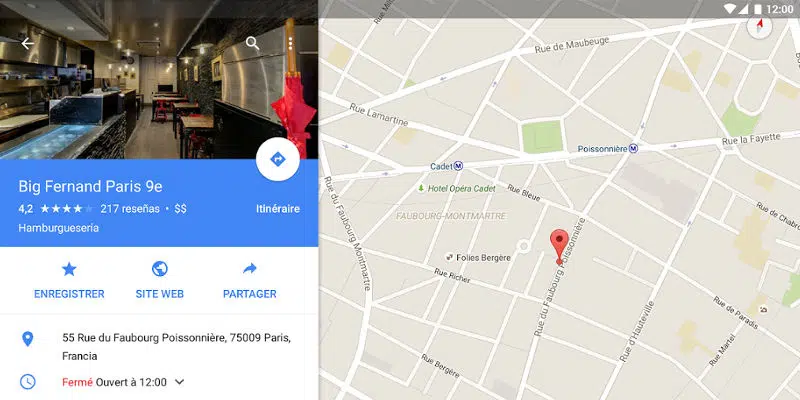 12:00
Big Fernand Paris 9e
4,2 ★★★★★ 217 reseñas • $$
Itinéraire
Hamburguesería
ENREGISTRER
SITE WEB
PARTAGER
55 Rue du Faubourg Poissonnière, 75009 Paris,
Francia
Fermé Ouvert à 12:00
Rue de Maubeuge
Rue Lamartine
Rue la Fayette
Poissonnière M
Cadet M
Hotel Opéra Cadet
Rue Bleue
FAUBOURG-MONTMARTRE
Rue du Faubourg Montmartre
Folies Bergère
Rue Richer
Rue du Faubourg Poissonnière
Rue d'Hauteville
Rue de Chabrol
Rue de Paradis
Rue Martel
Rue Bergère